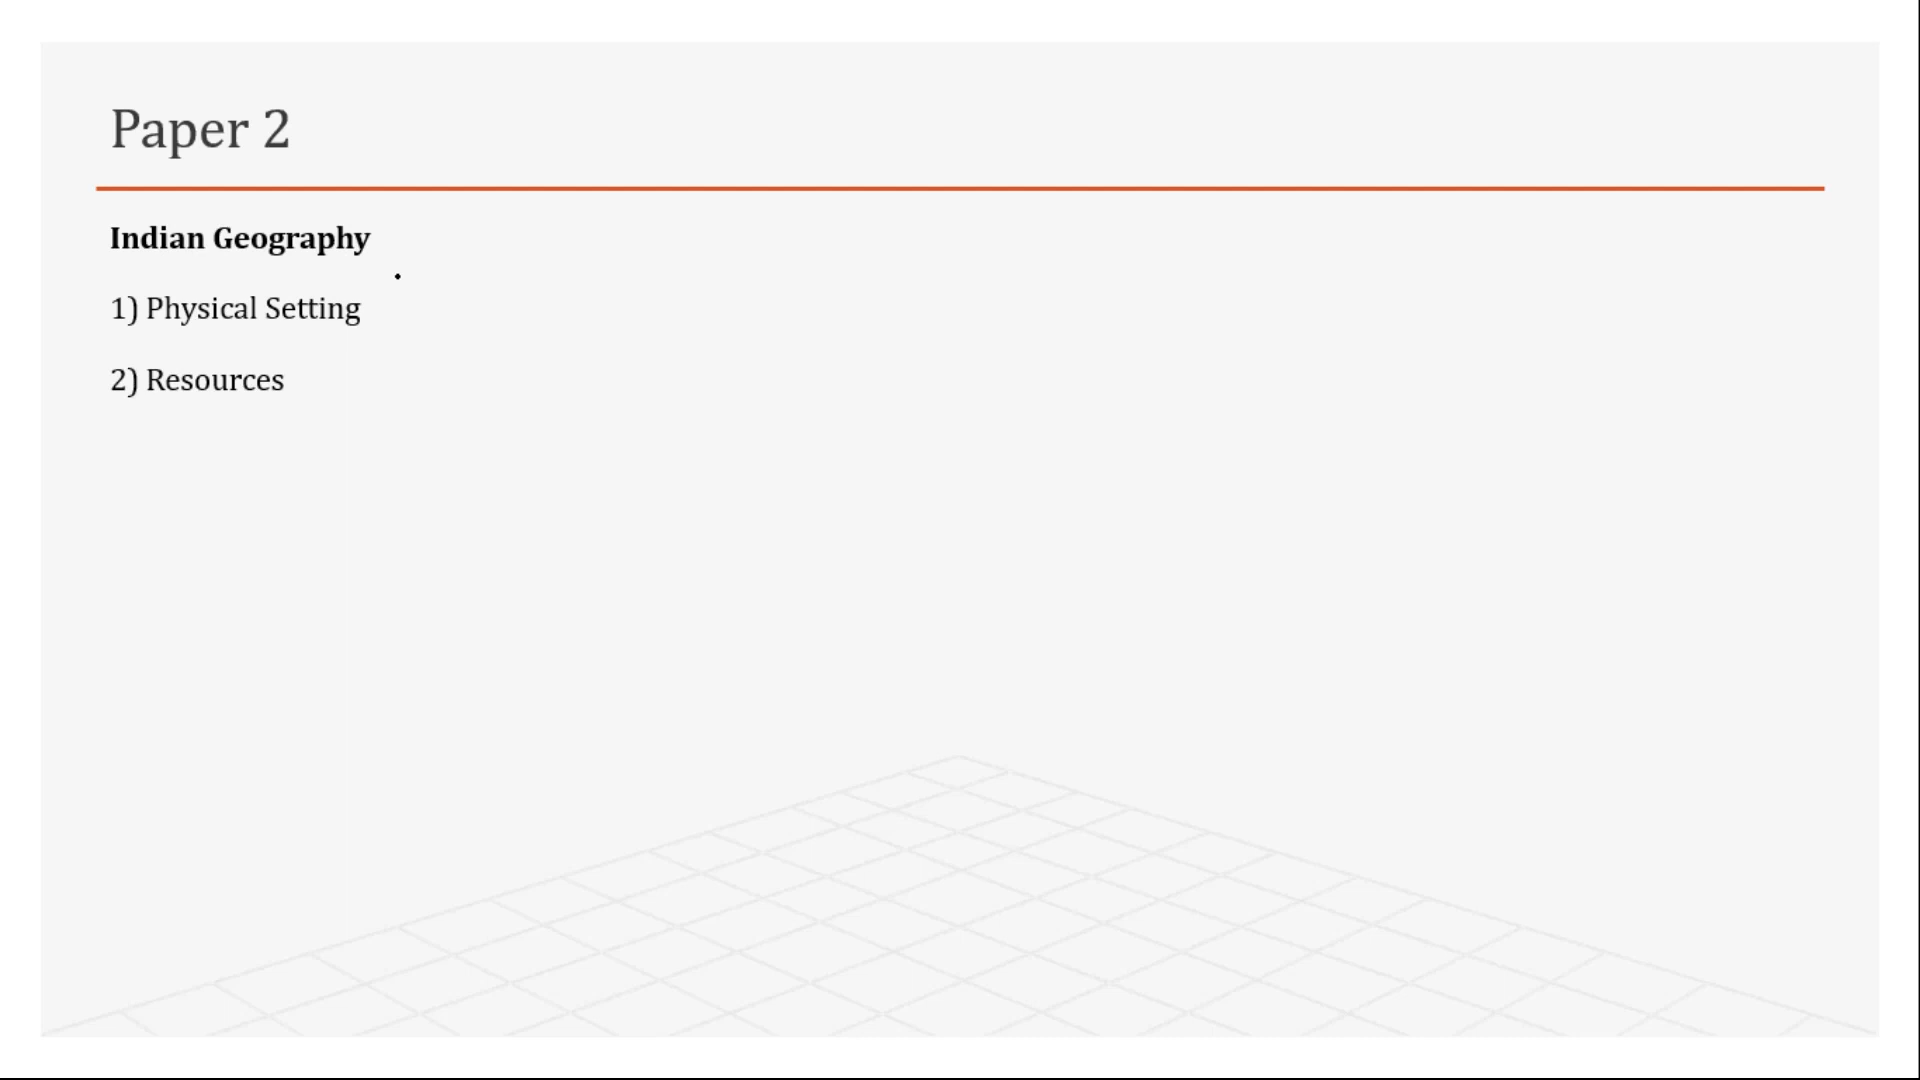 Paper 2
Indian Geography
1) Physical Setting
2) Resources